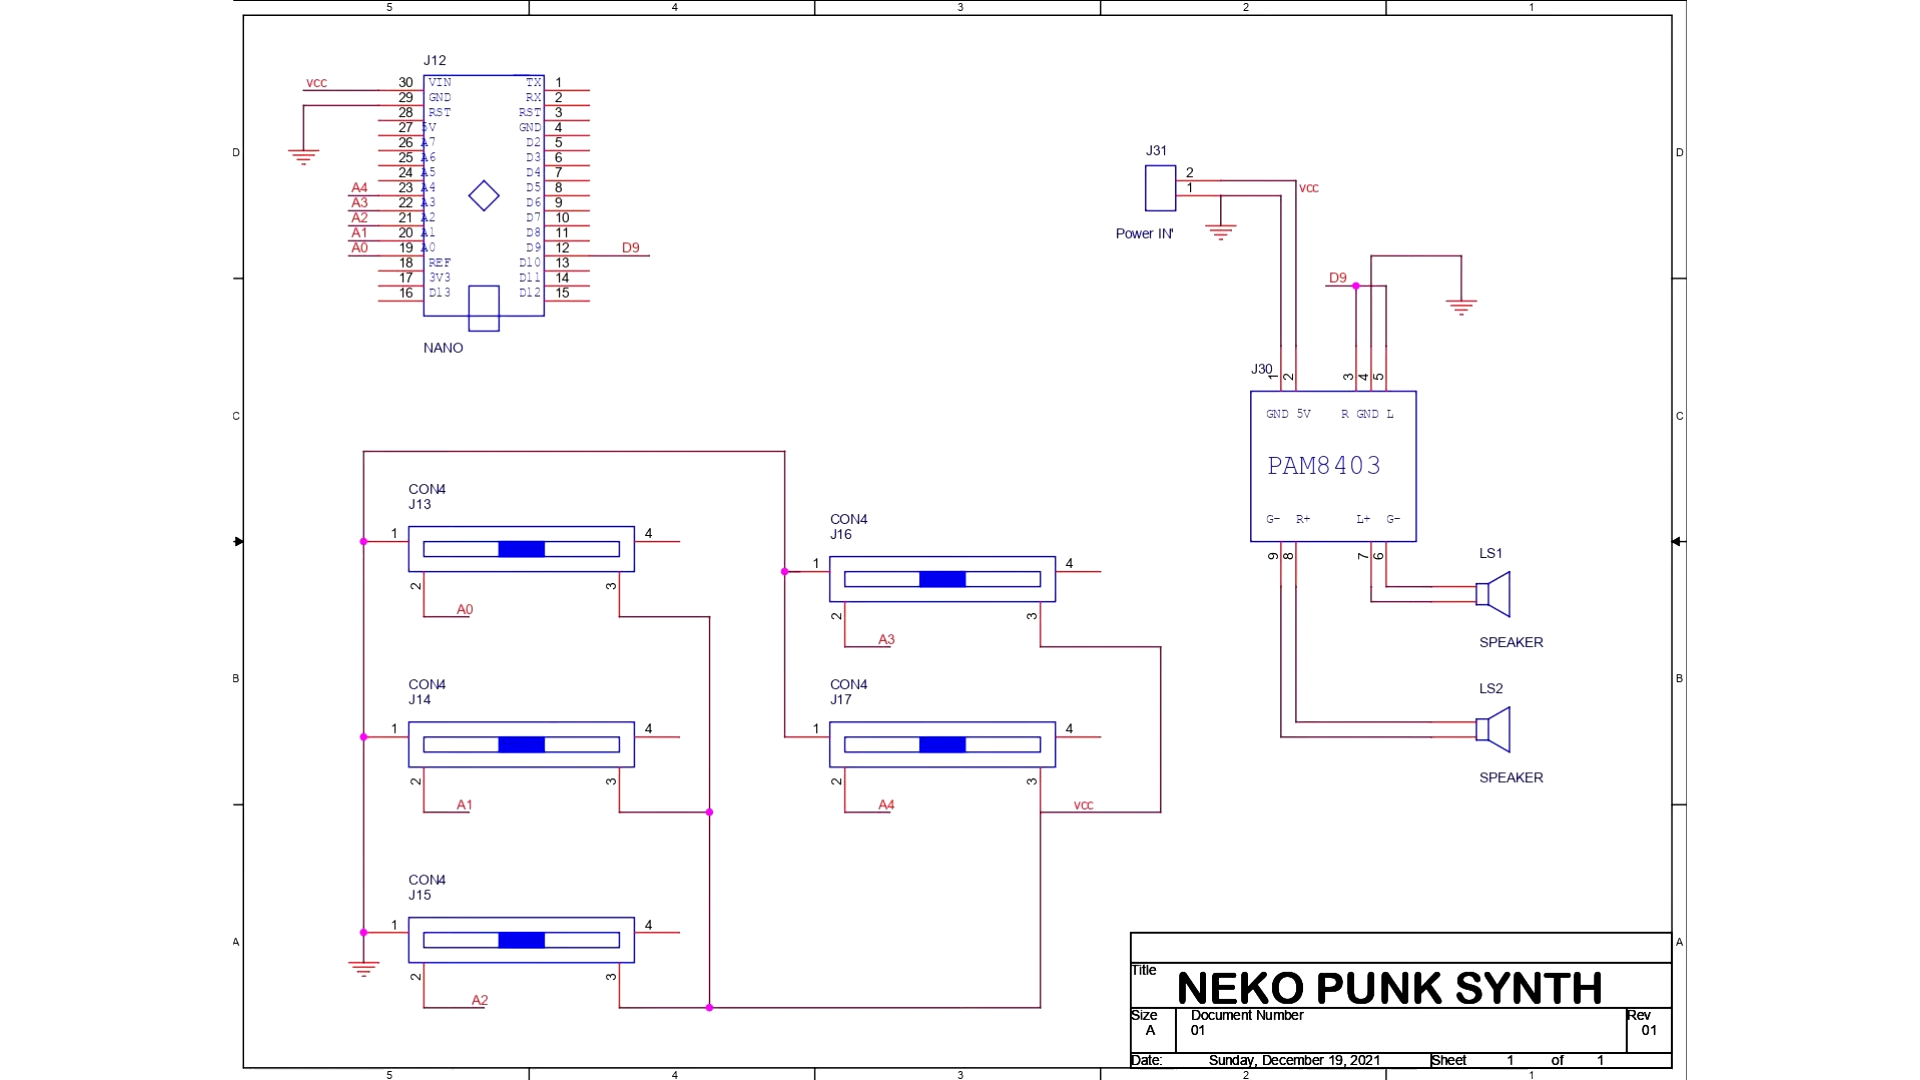 5 4 3 2 1
D
D
C
C
B
B
A
A
J12
vcc 30 VIN TX 1
29 GND RX 2
28 RST RST 3
27 5V GND 4
26 A7 D2 5
25 A6 D3 6
24 A5 D4 7
A4 23 A4 D5 8
A3 22 A3 D6 9
A2 21 A2 D7 10
A1 20 A1 D8 11
A0 19 A0 D9 12 D9
18 REF D10 13
17 3V3 D11 14
16 D13 D12 15
NANO
J31
2
1
vcc
Power IN'
D9
J30
1 2 3 4 5
GND 5V R GND L
PAM8403
G- R+ L+ G-
9 8 7 6
LS1
SPEAKER
LS2
SPEAKER
CON4
J13
1 4
2 3
A0
CON4
J16
1 4
2 3
A3
CON4
J14
1 4
2 3
A1
CON4
J17
1 4
2 3
A4 vcc
CON4
J15
1 4
2 3
A2
Title
NEKO PUNK SYNTH
Size Document Number Rev
A 01 01
Date: Sunday, December 19, 2021 Sheet 1 of 1
5 4 3 2 1